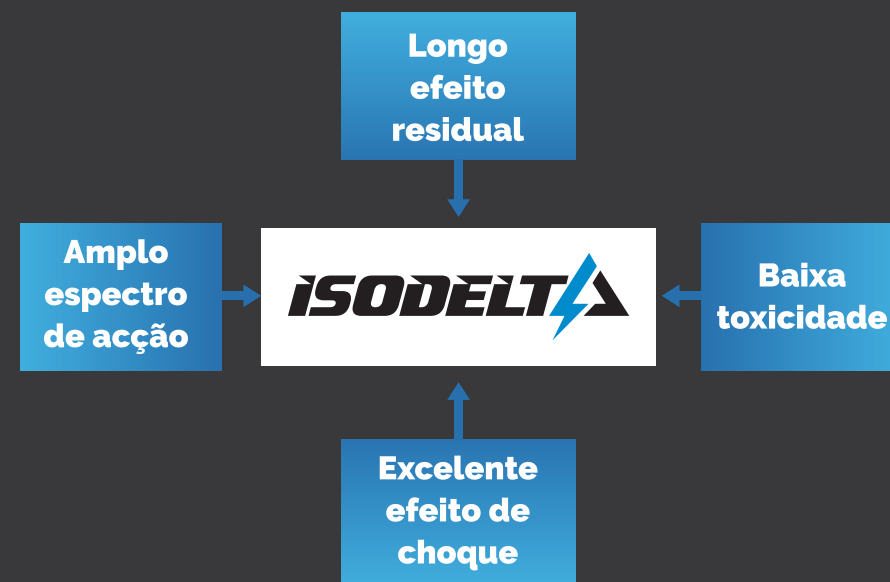 Longo
efeito
residual
Amplo
espectro
de acção
ISODELTA
Baixa
toxicidade
Excelente
efeito de
choque